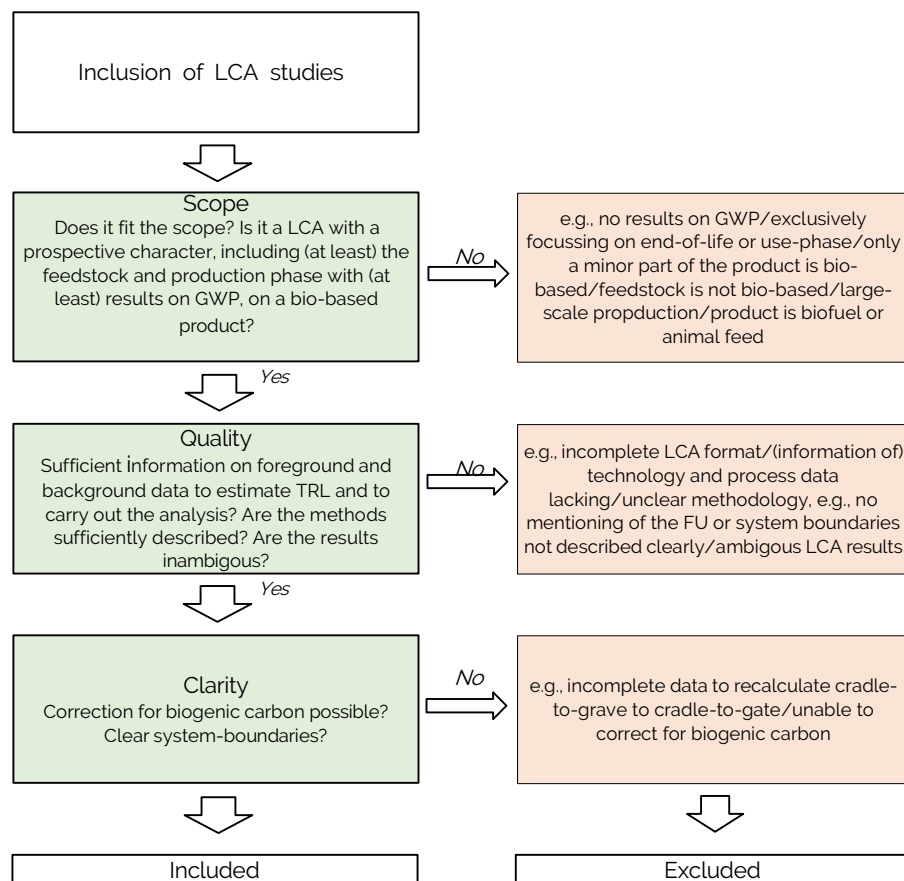 Inclusion of LCA studies
Scope
Does it fit the scope? Is it a LCA with a
prospective character, including (at least) the
feedstock and production phase with (at
least) results on GWP, on a bio-based
product?
No
e.g., no results on GWP/exclusively
focussing on end-of-life or use-phase/only
a minor part of the product is bio-
based/feedstock is not bio-based/large-
scale propduction/product is biofuel or
animal feed
Yes
Quality
Sufficient information on foreground and
background data to estimate TRL and to
carry out the analysis? Are the methods
sufficiently described? Are the results
inambigous?
No
e.g., incomplete LCA format/(information of)
technology and process data
lacking/unclear methodology, e.g., no
mentioning of the FU or system boundaries
not described clearly/ambigous LCA results
Yes
Clarity
Correction for biogenic carbon possible?
Clear system-boundaries?
No
e.g., incomplete data to recalculate cradle-
to-grave to cradle-to-gate/unable to
correct for biogenic carbon
Included
Excluded